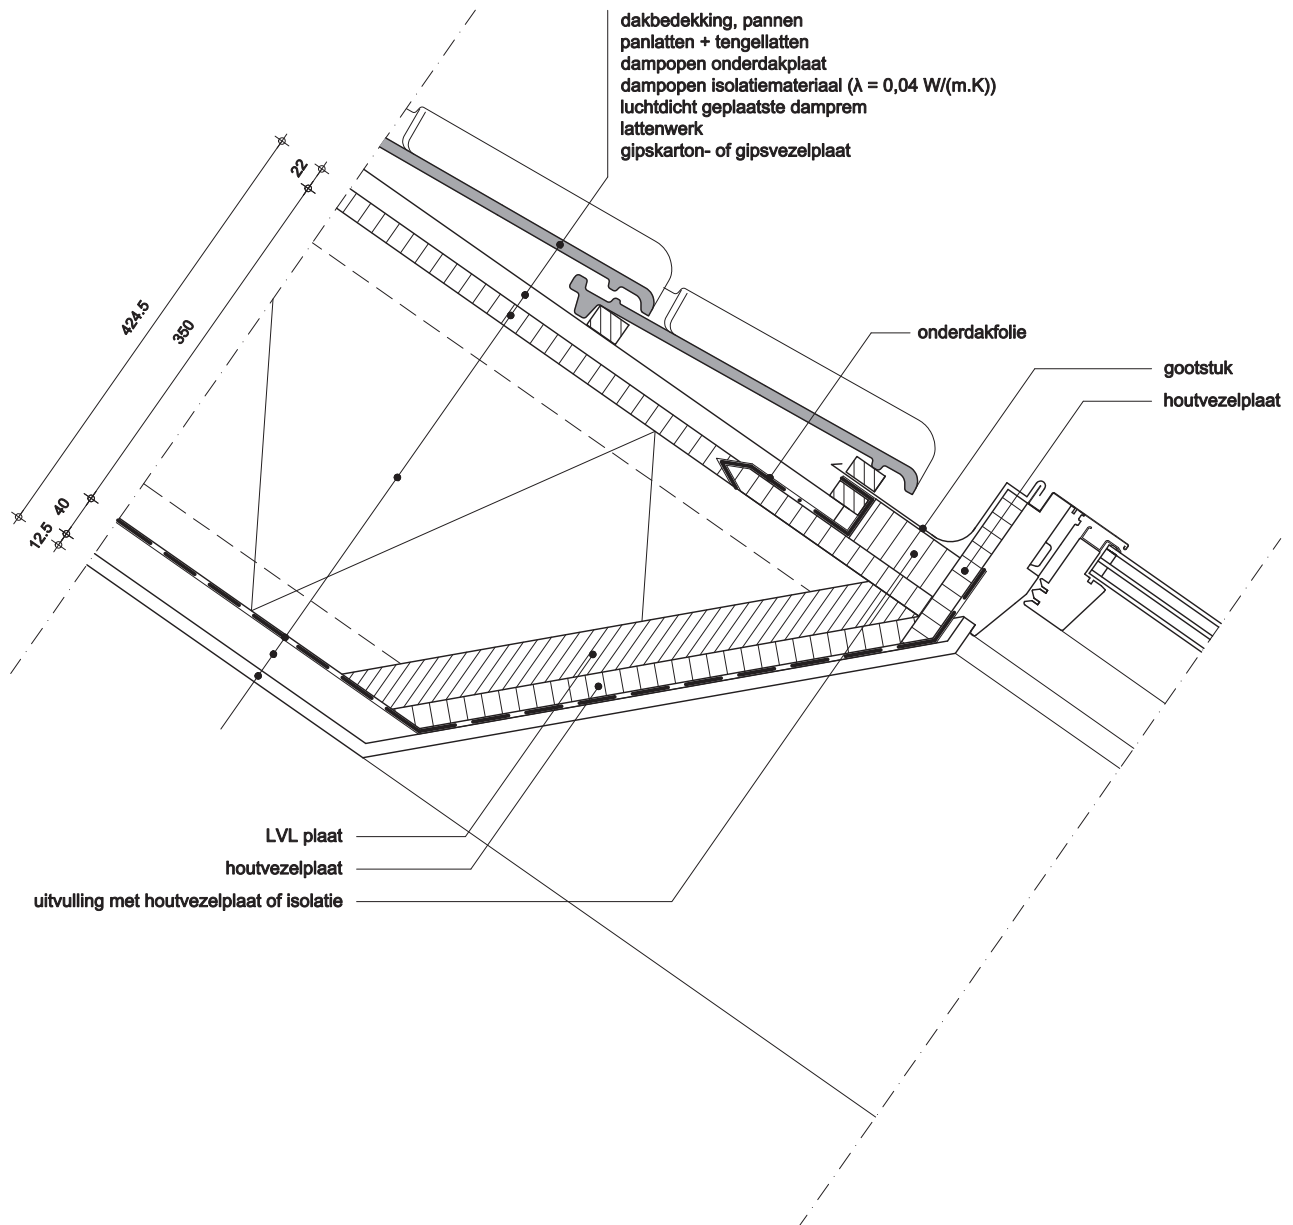 dakbedekking, pannen
panlatten + tengellatten
dampopen onderdakplaat
dampopen isolatiemateriaal (λ = 0,04 W/(m.K))
luchtdicht geplaatste damprem
lattenwerk
gipskarton- of gipsvezelplaat
22
424.5
350
40
12.5
onderdakfolie
gootstuk
houtvezelplaat
LVL plaat
houtvezelplaat
uitvulling met houtvezelplaat of isolatie